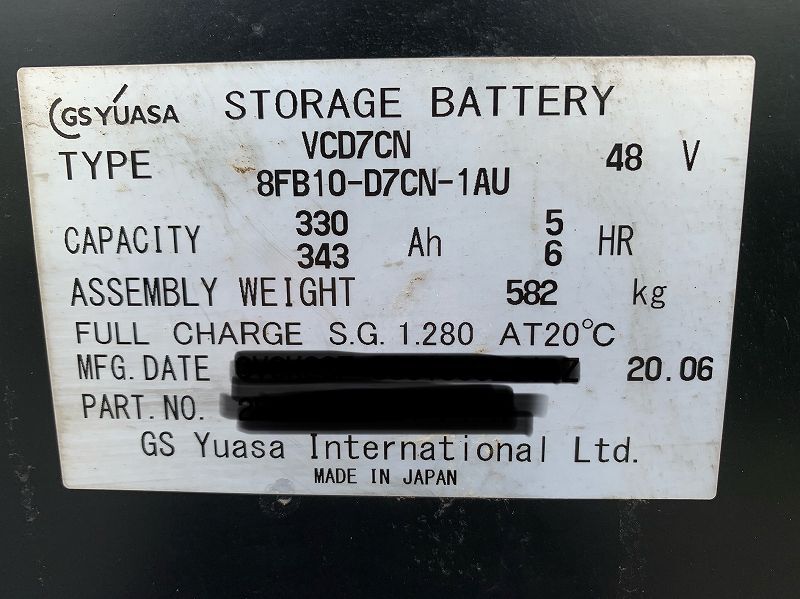 GS YUASA STORAGE BATTERY
TYPE VCD7CN 48 V
8FB10-D7CN-1AU
CAPACITY 330 Ah 5 HR
343 6
ASSEMBLY WEIGHT 582 kg
FULL CHARGE S.G. 1.280 AT20℃
MFG. DATE 20.06
PART. NO.
GS Yuasa International Ltd.
MADE IN JAPAN